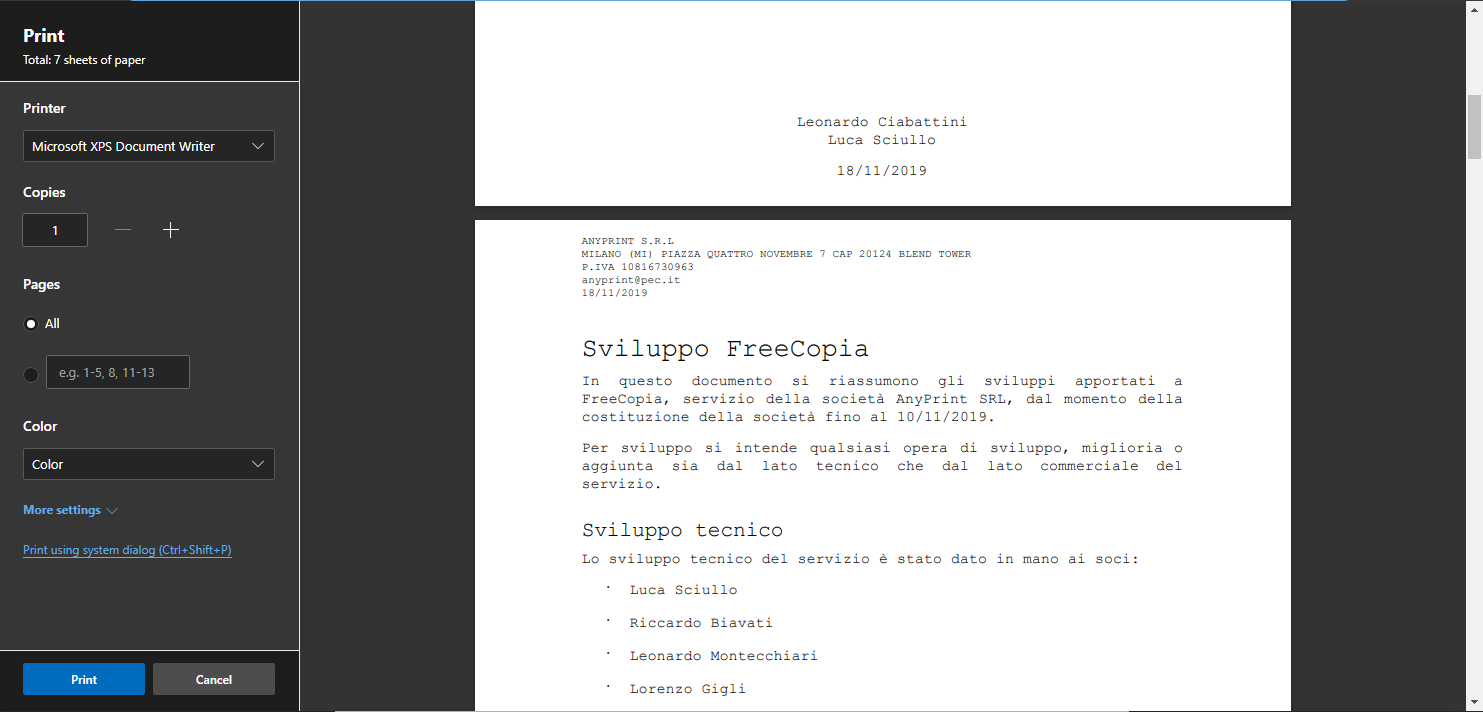 Print
Total: 7 sheets of paper
Printer
Microsoft XPS Document Writer
Copies
1
Pages
All
e.g. 1-5, 8, 11-13
Color
Color
More settings
Print using system dialog (Ctrl+Shift+P)
Print
Cancel
Leonardo Ciabattini
Luca Sciullo
18/11/2019
ANYPRINT S.R.L
MILANO (MI) PIAZZA QUATTRO NOVEMBRE 7 CAP 20124 BLEND TOWER
P.IVA 10816730963
anyprint@pec.it
18/11/2019
Sviluppo FreeCopia
In questo documento si riassumono gli sviluppi apportati a
FreeCopia, servizio della società AnyPrint SRL, dal momento della
costituzione della società fino al 10/11/2019.
Per sviluppo si intende qualsiasi opera di sviluppo, miglioria o
aggiunta sia dal lato tecnico che dal lato commerciale del
servizio.
Sviluppo tecnico
Lo sviluppo tecnico del servizio è stato dato in mano ai soci:
· Luca Sciullo
· Riccardo Biavati
· Leonardo Montecchiari
· Lorenzo Gigli